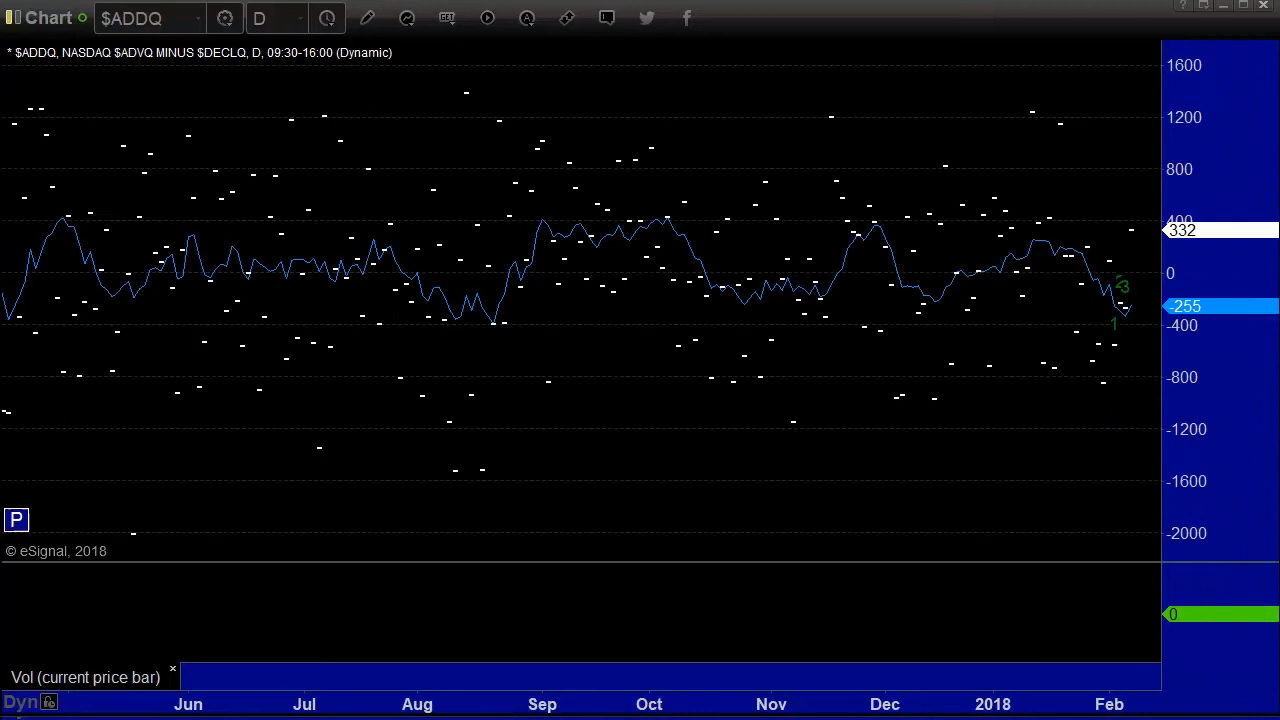 Chart $ADDQ D GET A ?
* $ADDQ, NASDAQ $ADVQ MINUS $DECLQ, D, 09:30-16:00 (Dynamic)
1600
1200
800
400
332
0
-255
-400
-800
-1200
-1600
-2000
3
1
P
© eSignal, 2018
0
Vol (current price bar) ×
Dyn
Jun Jul Aug Sep Oct Nov Dec 2018 Feb